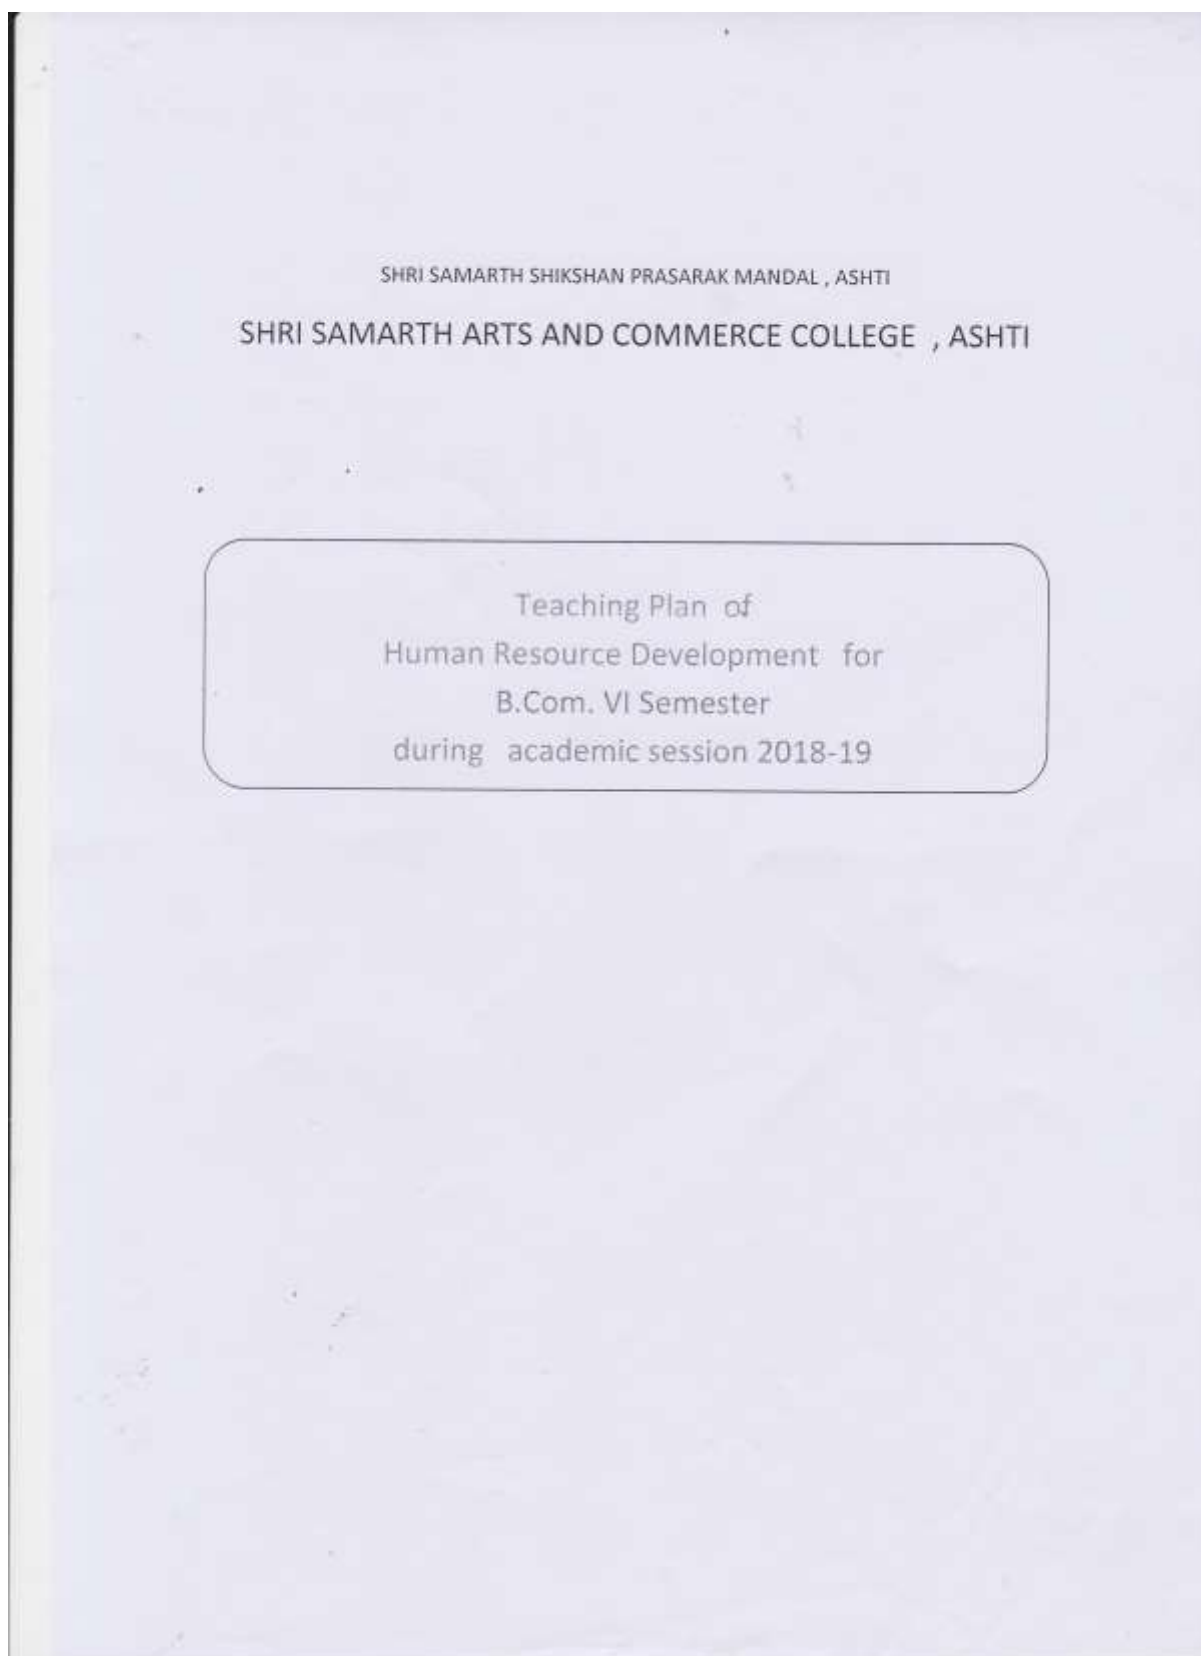 SHRI SAMARTH SHIKSHAN PRASARAK MANDAL , ASHTI
SHRI SAMARTH ARTS AND COMMERCE COLLEGE , ASHTI
Teaching Plan of
Human Resource Development for
B.Com. VI Semester
during academic session 2018-19